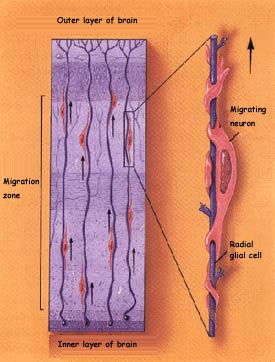 Outer layer of brain
Migrating
neuron
Migration
zone
Radial
glial cell
Inner layer of brain